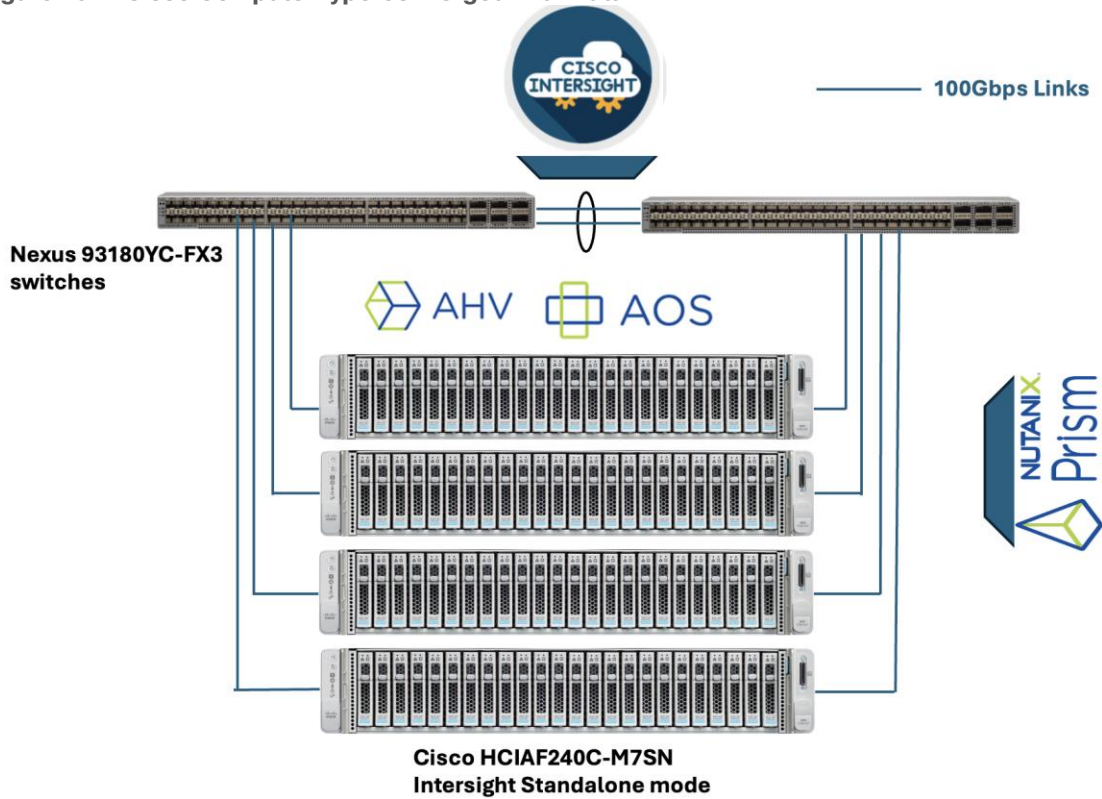 CISCO
INTERSIGHT
100Gbps Links
Nexus 93180YC-FX3
switches
AHV
AOS
NUTANIX
Prism
Cisco HCIAF240C-M7SN
Intersight Standalone mode